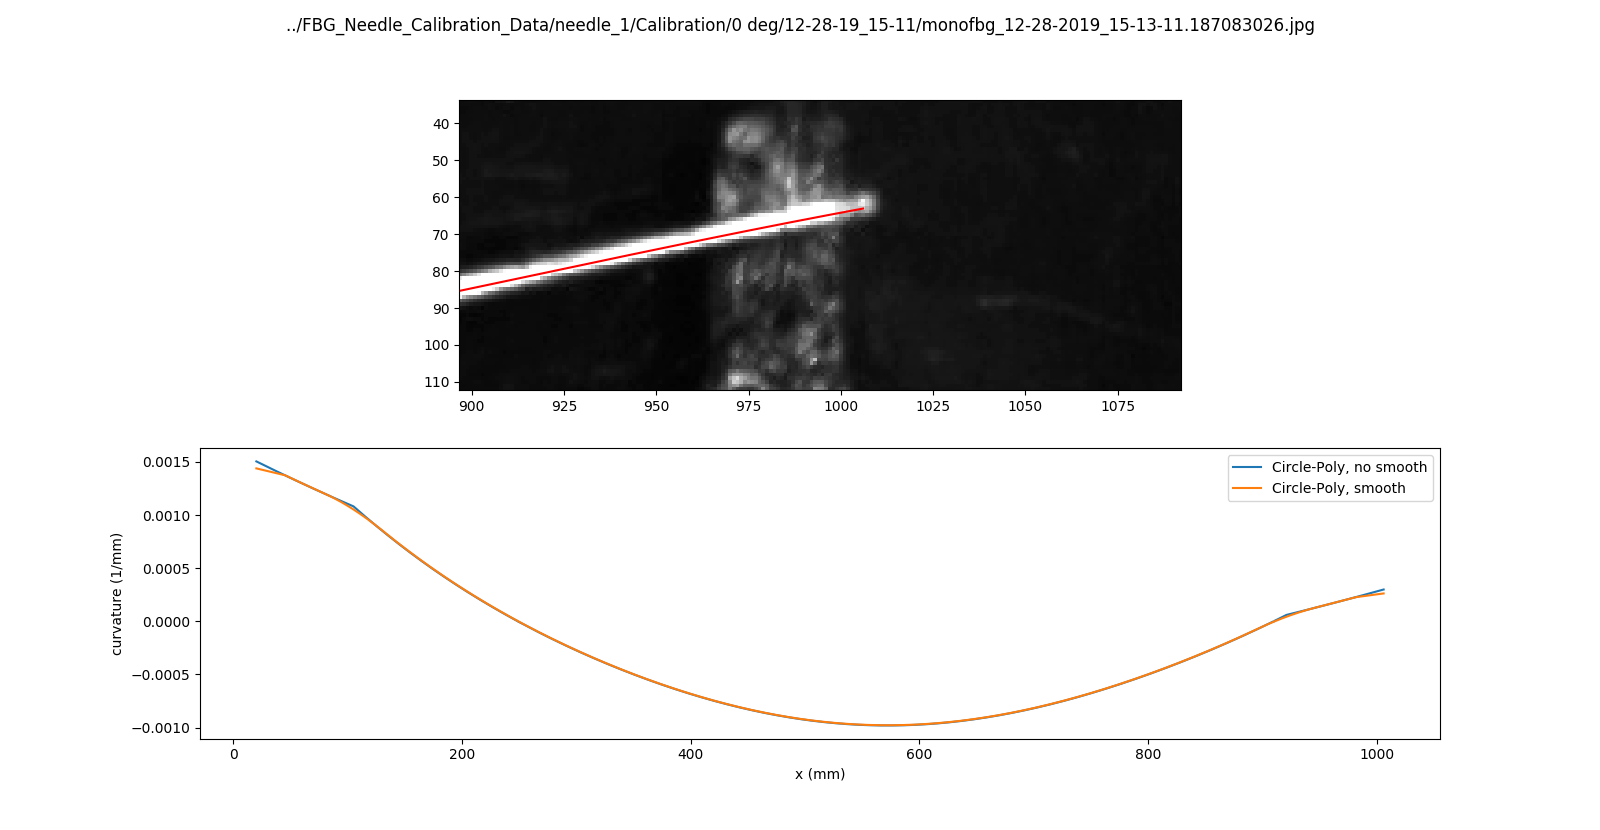 ../FBG_Needle_Calibration_Data/needle_1/Calibration/0 deg/12-28-19_15-11/monofbg_12-28-2019_15-13-11.187083026.jpg
40
50
60
70
80
90
100
110
900 925 950 975 1000 1025 1050 1075
Circle-Poly, no smooth
Circle-Poly, smooth
0.0015
0.0010
0.0005
0.0000
−0.0005
−0.0010
curvature (1/mm)
0 200 400 600 800 1000
x (mm)